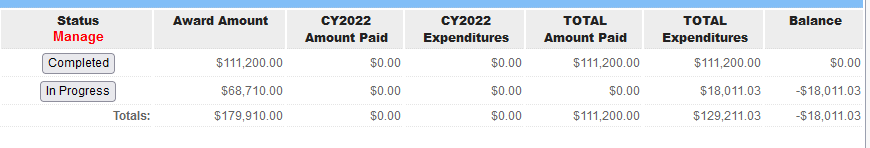 Status Award Amount CY2022 CY2022 TOTAL TOTAL Balance
Manage Amount Paid Expenditures Amount Paid Expenditures
Completed $111,200.00 $0.00 $0.00 $111,200.00 $111,200.00 $0.00
In Progress $68,710.00 $0.00 $0.00 $0.00 $18,011.03 -$18,011.03
Totals: $179,910.00 $0.00 $0.00 $111,200.00 $129,211.03 -$18,011.03